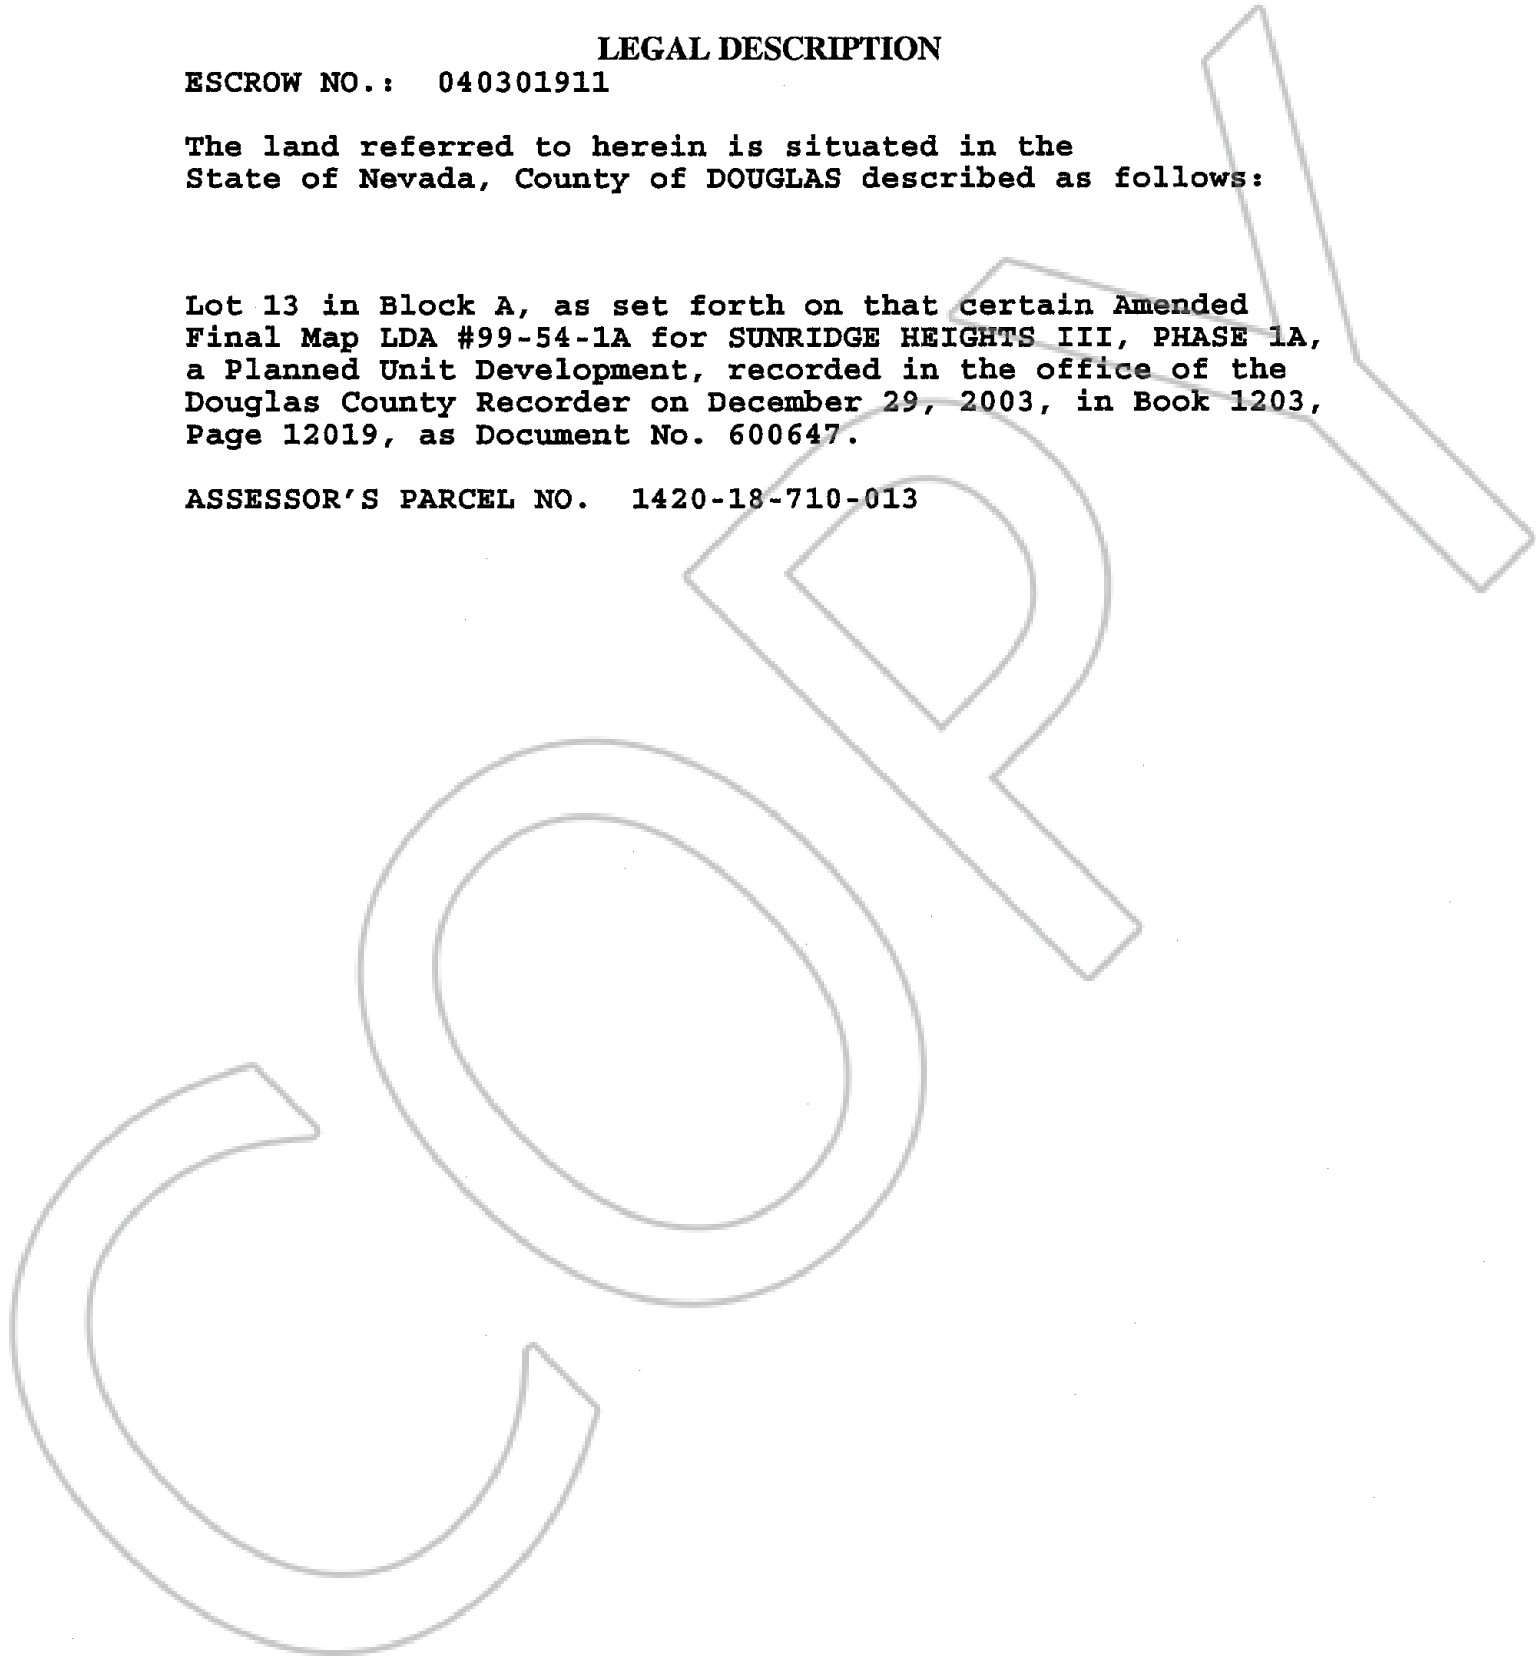 LEGAL DESCRIPTION
ESCROW NO.: 040301911
The land referred to herein is situated in the
State of Nevada, County of DOUGLAS described as follows:
Lot 13 in Block A, as set forth on that certain Amended
Final Map LDA #99-54-1A for SUNRIDGE HEIGHTS III, PHASE 1A,
a Planned Unit Development, recorded in the office of the
Douglas County Recorder on December 29, 2003, in Book 1203,
Page 12019, as Document No. 600647.
ASSESSOR'S PARCEL NO. 1420-18-710-013
COPY